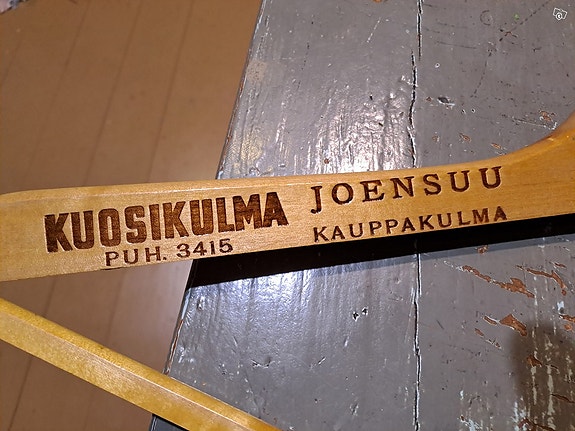 KUOSIKULMA
PUH. 3415
JOENSUU
KAUPPAKULMA